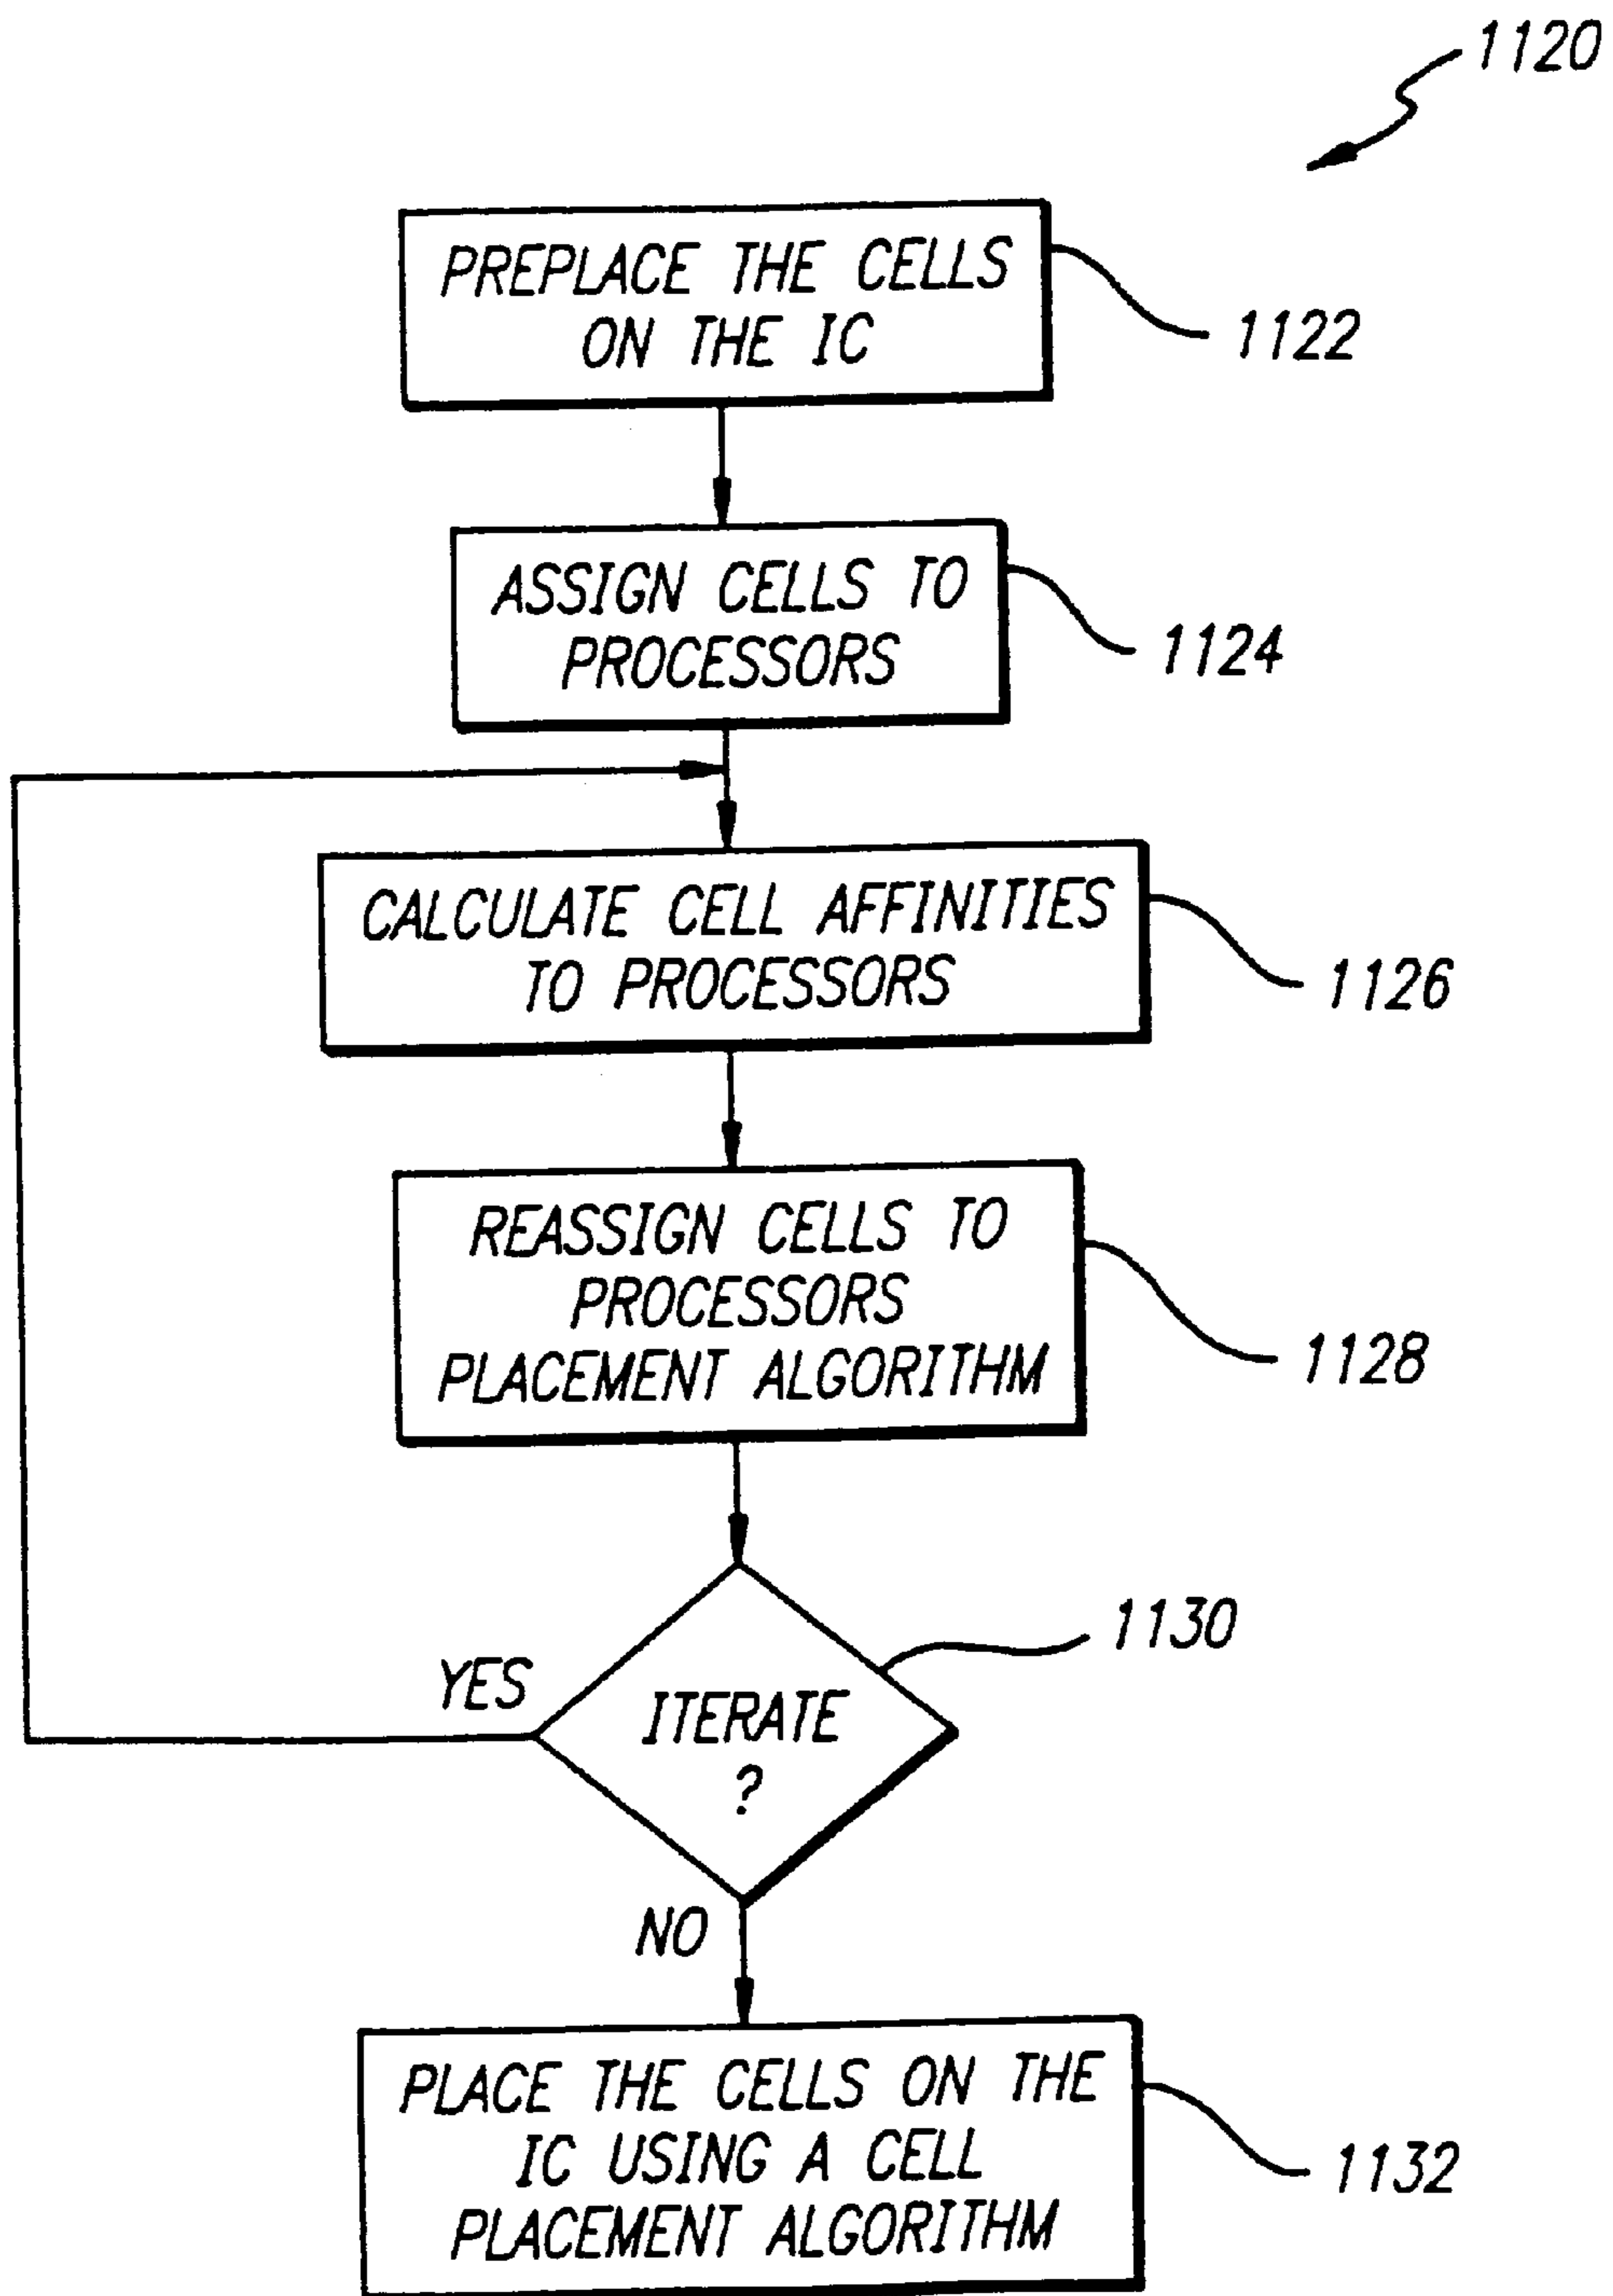 1120
PREPLACE THE CELLS
ON THE IC
1122
ASSIGN CELLS TO
PROCESSORS
1124
CALCULATE CELL AFFINITIES
TO PROCESSORS
1126
REASSIGN CELLS TO
PROCESSORS
PLACEMENT ALGORITHM
1128
1130
YES
ITERATE
?
NO
PLACE THE CELLS ON THE
IC USING A CELL
PLACEMENT ALGORITHM
1132